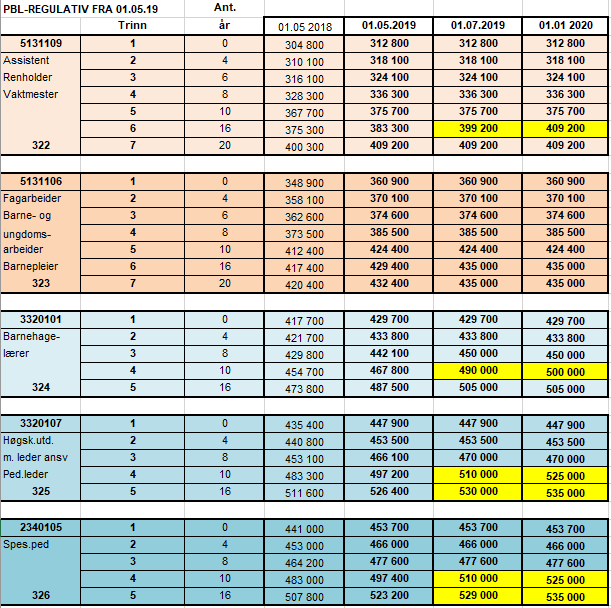 PBL-REGULATIV FRA 01.05.19 Ant.
Trinn år 01.05 2018 01.05.2019 01.07.2019 01.01 2020
5131109 1 0 304 800 312 800 312 800 312 800
Assistent 2 4 310 100 318 100 318 100 318 100
Renholder 3 6 316 100 324 100 324 100 324 100
Vaktmester 4 8 328 300 336 300 336 300 336 300
5 10 367 700 375 700 375 700 375 700
6 16 375 300 383 300 399 200 409 200
322 7 20 400 300 409 200 409 200 409 200
5131106 1 0 348 900 360 900 360 900 360 900
Fagarbeider 2 4 358 100 370 100 370 100 370 100
Barne- og 3 6 362 600 374 600 374 600 374 600
ungdoms- 4 8 373 500 385 500 385 500 385 500
arbeider 5 10 412 400 424 400 424 400 424 400
Barnepleier 6 16 417 400 429 400 435 000 435 000
323 7 20 420 400 432 400 435 000 435 000
3320101 1 0 417 700 429 700 429 700 429 700
Barnehage- 2 4 421 700 433 800 433 800 433 800
lærer 3 8 429 800 442 100 450 000 450 000
4 10 454 700 467 800 490 000 500 000
324 5 16 473 800 487 500 505 000 505 000
3320107 1 0 435 400 447 900 447 900 447 900
Høgsk.utd. 2 4 440 800 453 500 453 500 453 500
m. leder ansv 3 8 453 100 466 100 470 000 470 000
Ped.leder 4 10 483 300 497 200 510 000 525 000
325 5 16 511 600 526 400 530 000 535 000
2340105 1 0 441 000 453 700 453 700 453 700
Spes.ped 2 4 453 000 466 000 466 000 466 000
3 8 464 200 477 600 477 600 477 600
4 10 483 000 497 400 510 000 525 000
326 5 16 507 800 523 200 529 000 535 000